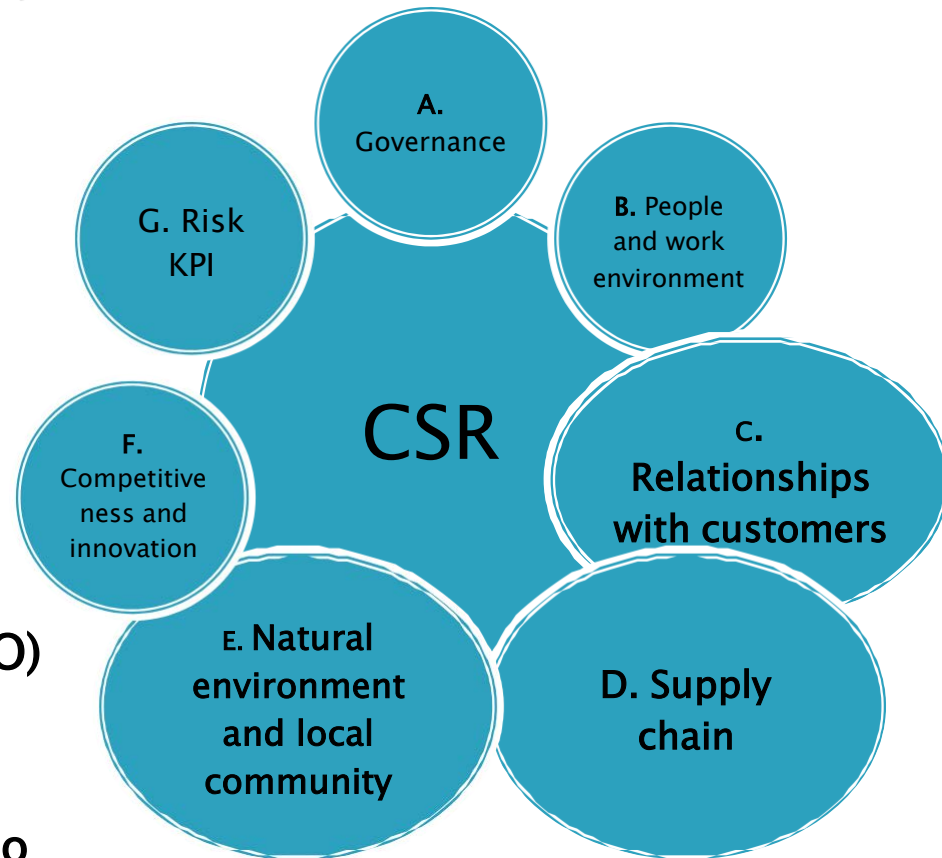 A.
Governance
B. People
and work
environment
C.
Relationships
with customers
D. Supply
chain
E. Natural
environment
and local
community
F.
Competitive
ness and
innovation
G. Risk
KPI
CSR
O)